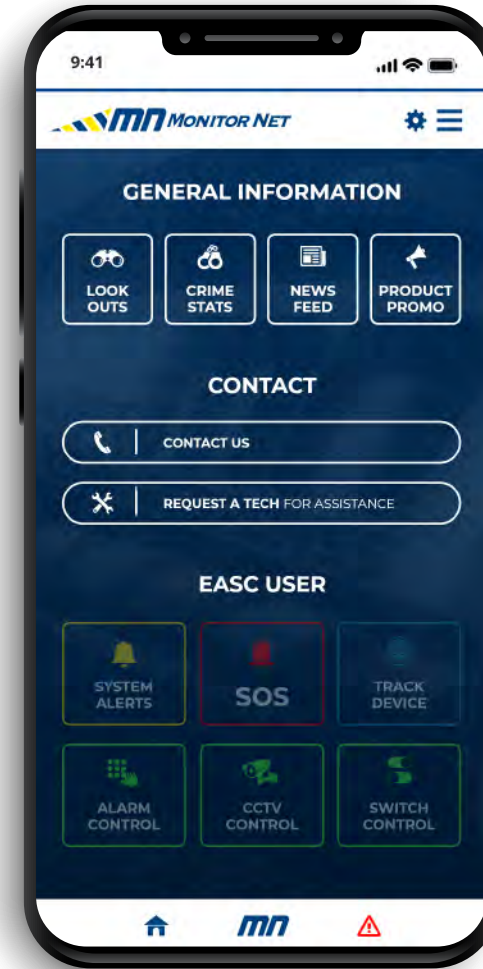 9:41
MN MONITOR NET
GENERAL INFORMATION
LOOK
OUTS
CRIME
STATS
NEWS
FEED
PRODUCT
PROMO
CONTACT
CONTACT US
REQUEST A TECH FOR ASSISTANCE
EASC USER
SYSTEM
ALERTS
SOS
TRACK
DEVICE
ALARM
CONTROL
CCTV
CONTROL
SWITCH
CONTROL
MN